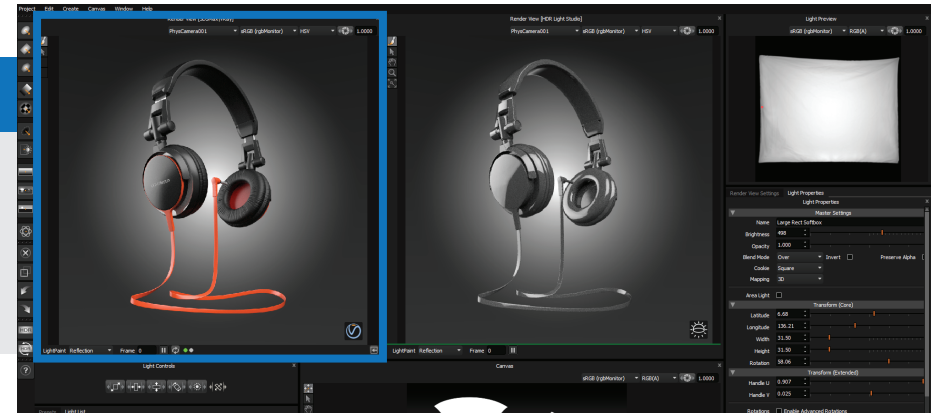 Project Edit Create Canvas Window Help
Render View [HDR Light Studio]
Light Preview
PhysCamera001 sRGB (rgbMonitor) HSV 1.0000
PhysCamera001 sRGB (rgbMonitor) HSV 1.0000
sRGB (rgbMonitor) RGB(A) 1.0000
Render View Settings Light Properties
Light Properties
Master Settings
Name Large Rect Softbox
Brightness 498
Opacity 1.000
Blend Mode Over Invert Preserve Alpha
Cookie Square
Mapping 3D
Area Light
Transform (Core)
Latitude 6.68
Longitude 136.21
Width 31.50
Height 31.50
Rotation 58.06
Transform (Extended)
Handle U 0.907
Handle V 0.025
Rotations Enable Advanced Rotations
HDR
LightPaint Reflection Frame 0
LightPaint Reflection Frame 0
Light Controls
Canvas
sRGB (rgbMonitor) RGB(A) 1.0000
Presets Light List